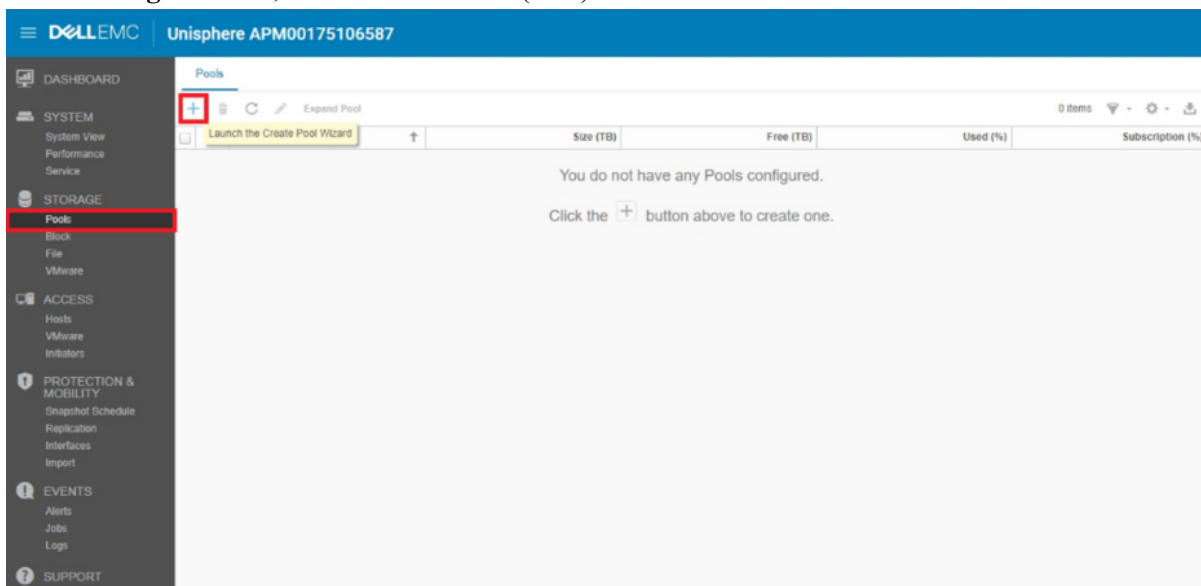 DELLEMC
Unisphere APM00175106587
DASHBOARD
SYSTEM
System View
Performance
Service
STORAGE
Pools
Block
File
VMware
ACCESS
Hosts
VMware
Initiators
PROTECTION &
MOBILITY
Snapshot Schedule
Replication
Interfaces
Import
EVENTS
Alerts
Jobs
Logs
SUPPORT
Pools
Expand Pool
0 items
Launch the Create Pool Wizard
Size (TB)
Free (TB)
Used (%)
Subscription (%
You do not have any Pools configured.
Click the + button above to create one.